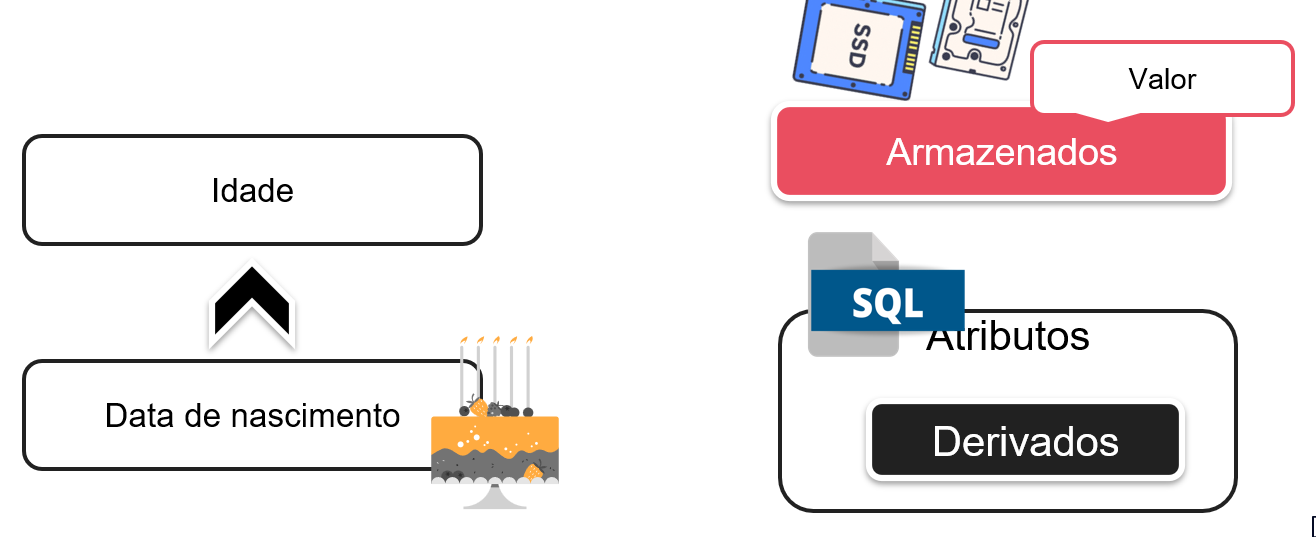 SSD
Valor
Armazenados
Idade
SQL
Atributos
Data de nascimento
Derivados